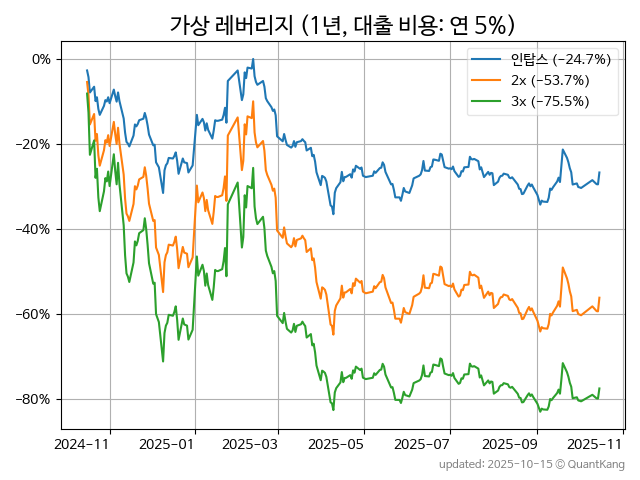 가상 레버리지 (1년, 대출 비용: 연 5%)
인탑스 (−24.7%)
2x (−53.7%)
3x (−75.5%)
0%
−20%
−40%
−60%
−80%
2024−11 2025−01 2025−03 2025−05 2025−07 2025−09 2025−11
updated: 2025-10-15 © QuantKang